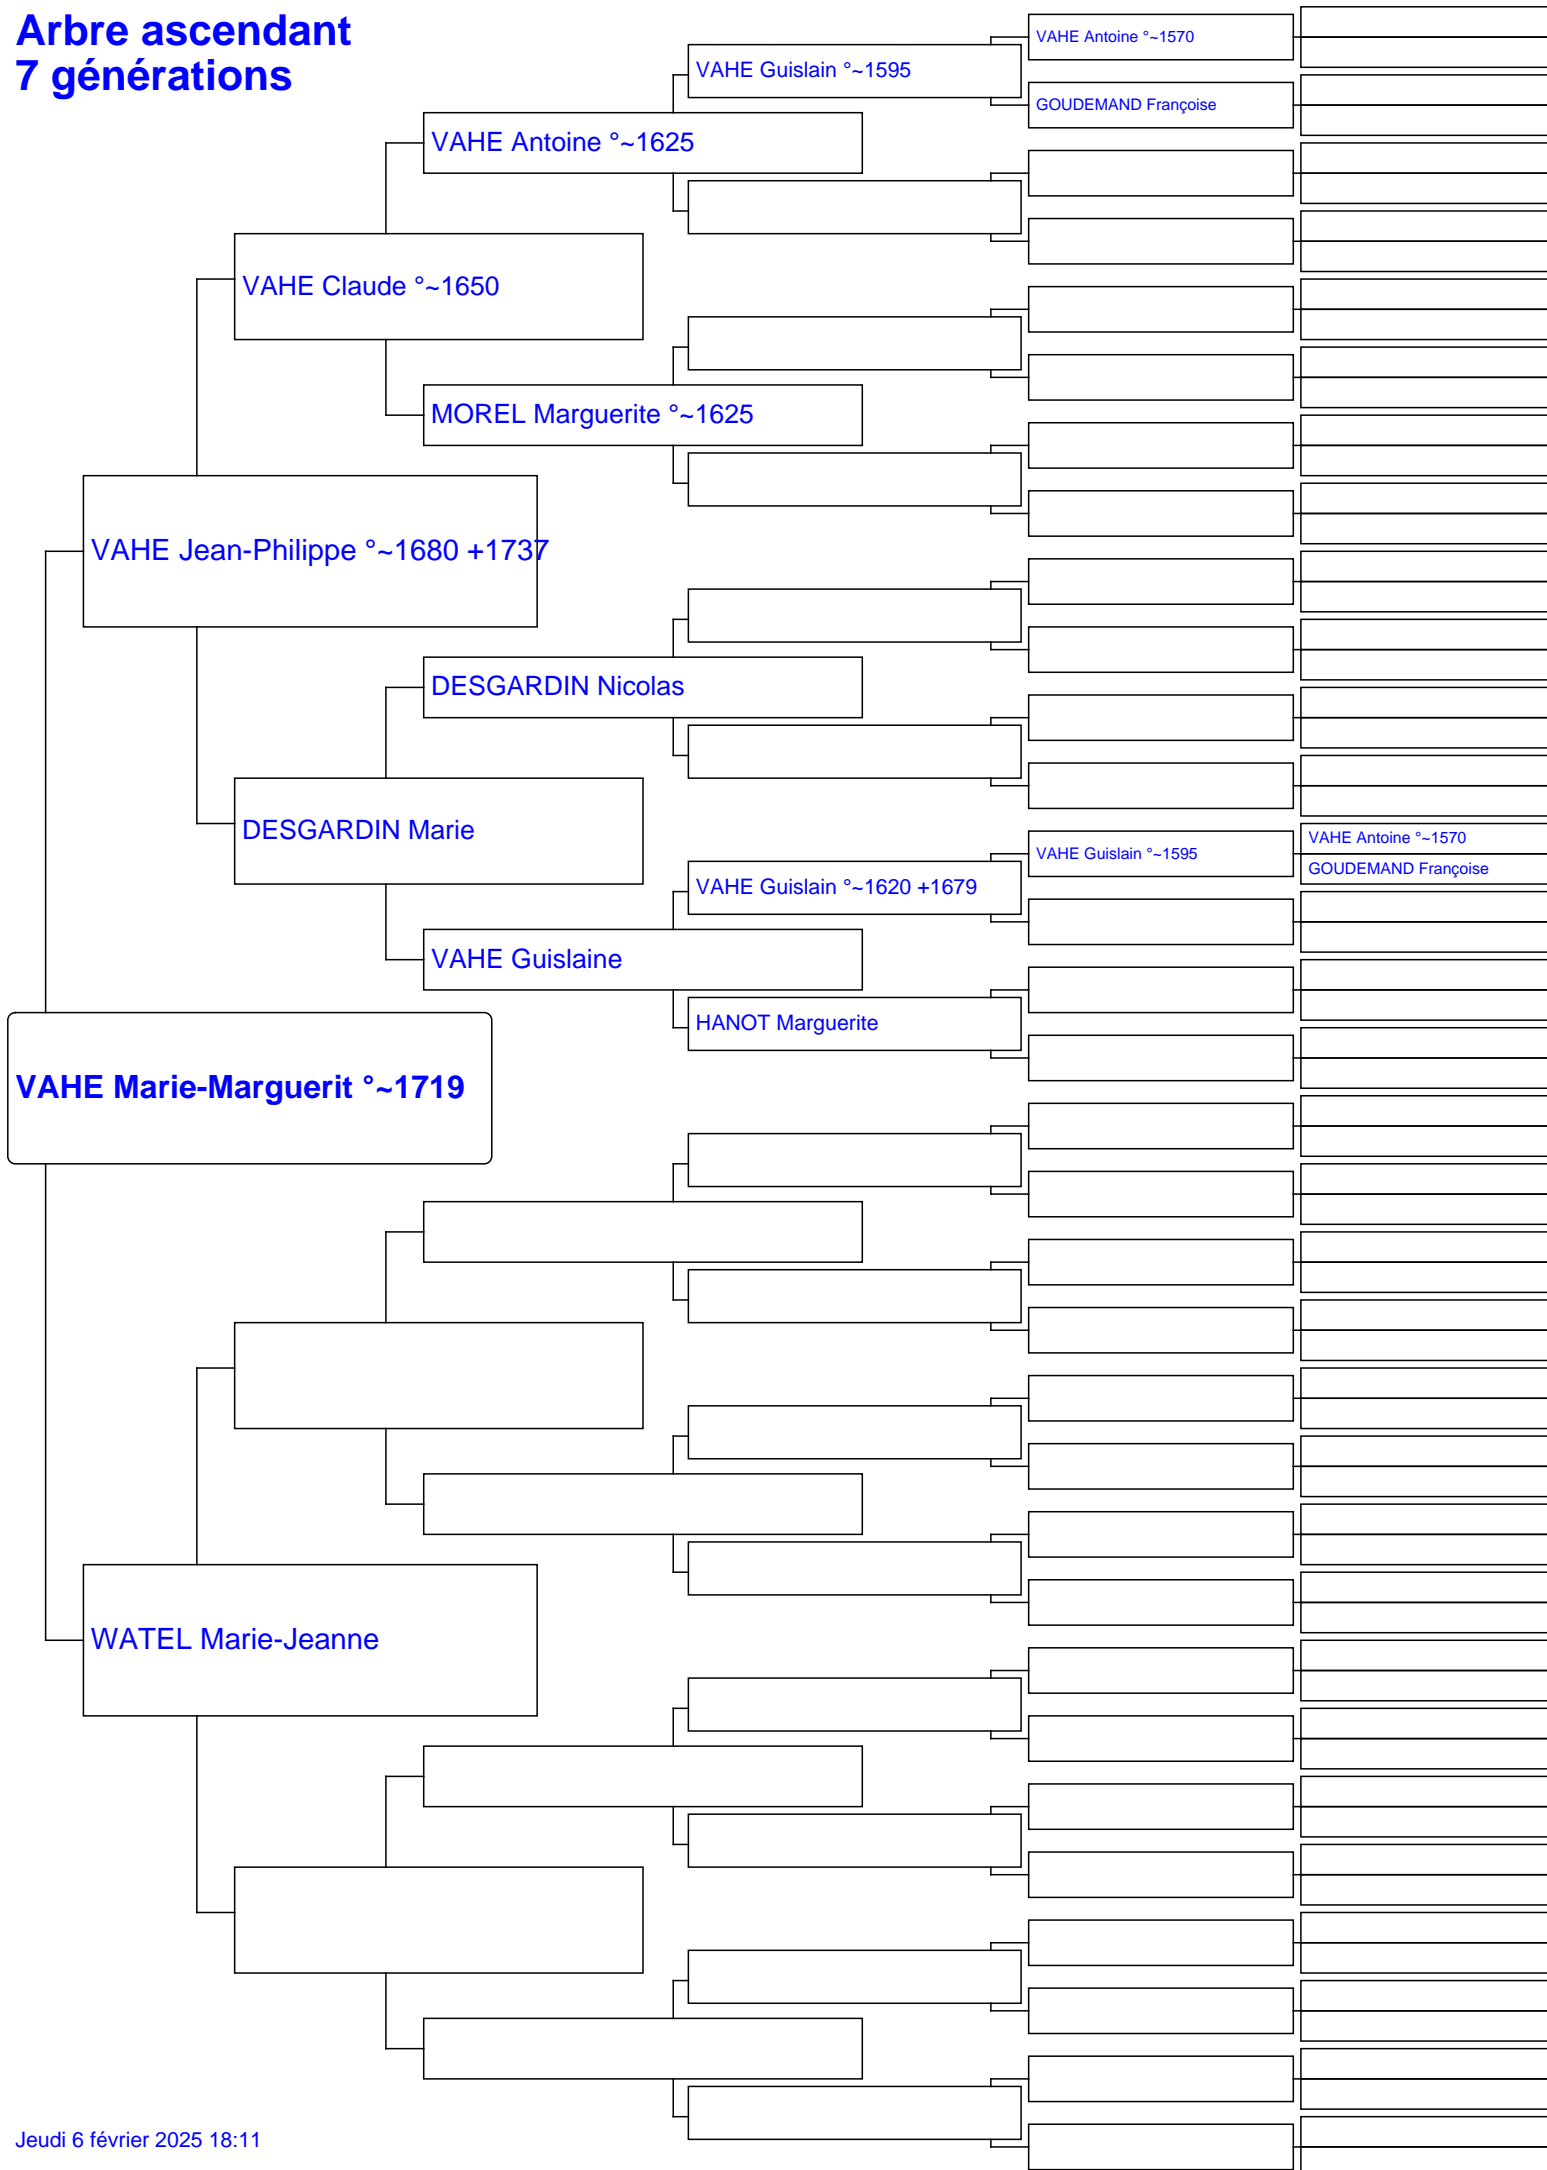 Arbre ascendant
7 générations
VAHE Antoine °~1570
VAHE Guislain °~1595
GOUDEMAND Françoise
VAHE Antoine °~1625
VAHE Claude °~1650
MOREL Marguerite °~1625
VAHE Jean-Philippe °~1680 +1737
DESGARDIN Nicolas
DESGARDIN Marie
VAHE Guislain °~1595
VAHE Antoine °~1570
GOUDEMAND Françoise
VAHE Guislain °~1620 +1679
VAHE Guislaine
HANOT Marguerite
VAHE Marie-Marguerit °~1719
WATEL Marie-Jeanne
Jeudi 6 février 2025 18:11